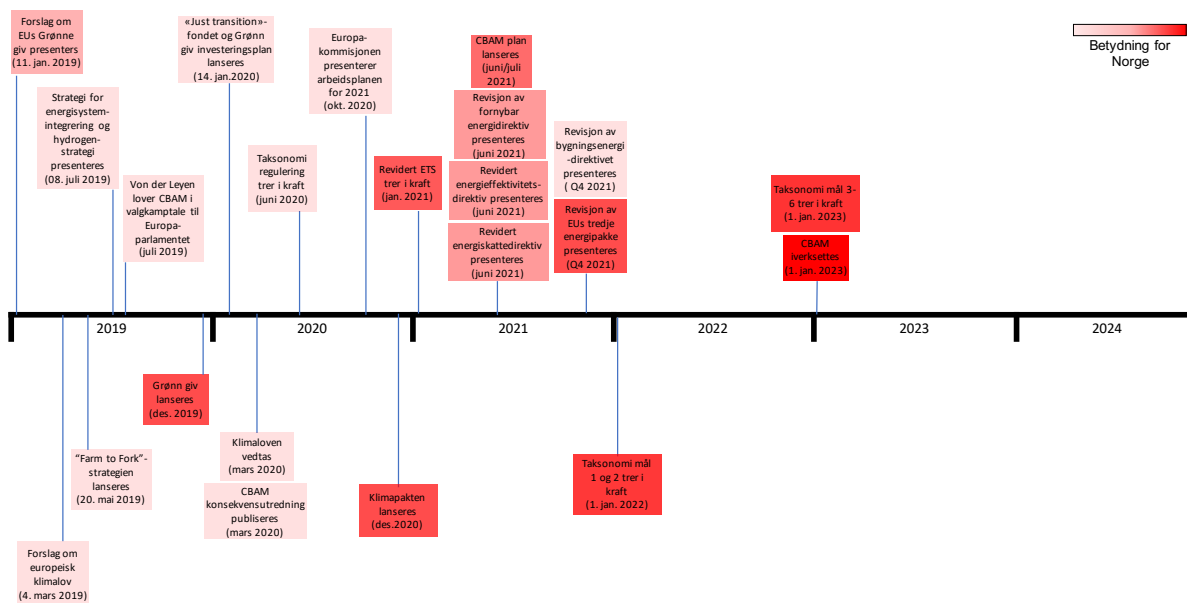 Forslag om
EUs Grønne
giv presenters
(11. jan. 2019)
«Just transition»-
fondet og Grønn
giv investeringsplan
lanseres
(14. jan.2020)
Europa-
kommisjonen
presenterer
arbeidsplanen
for 2021
(okt. 2020)
CBAM plan
lanseres
(juni/juli
2021)
Betydning for
Norge
Strategi for
energisystem-
integrering og
hydrogen-
strategi
presenteres
(08. juli 2019)
Revisjon av
fornybar
energidirektiv
presenteres
(juni 2021)
Revisjon av
bygningsenergi
-direktivet
presenteres
( Q4 2021)
Taksonomi
regulering
trer i kraft
(juni 2020)
Revidert ETS
trer i kraft
(jan. 2021)
Revidert
energieffektivitets-
direktiv presenteres
(juni 2021)
Von der Leyen
lover CBAM i
valgkamptale til
Europa-
parlamentet
(juli 2019)
Taksonomi mål 3-
6 trer i kraft
(1. jan. 2023)
Revisjon av
EUs tredje
energipakke
presenteres
(Q4 2021)
Revidert
energiskattedirektiv
presenteres
(juni 2021)
CBAM
iverksettes
(1. jan. 2023)
2019
2020
2021
2022
2023
2024
Grønn giv
lanseres
(des. 2019)
"Farm to Fork"-
strategien
lanseres
(20. mai 2019)
Klimaloven
vedtas
(mars 2020)
CBAM
konsekvensutredning
publiseres
(mars 2020)
Klimapakten
lanseres
(des.2020)
Taksonomi mål
1 og 2 trer i
kraft
(1. jan. 2022)
Forslag om
europeisk
klimalov
(4. mars 2019)